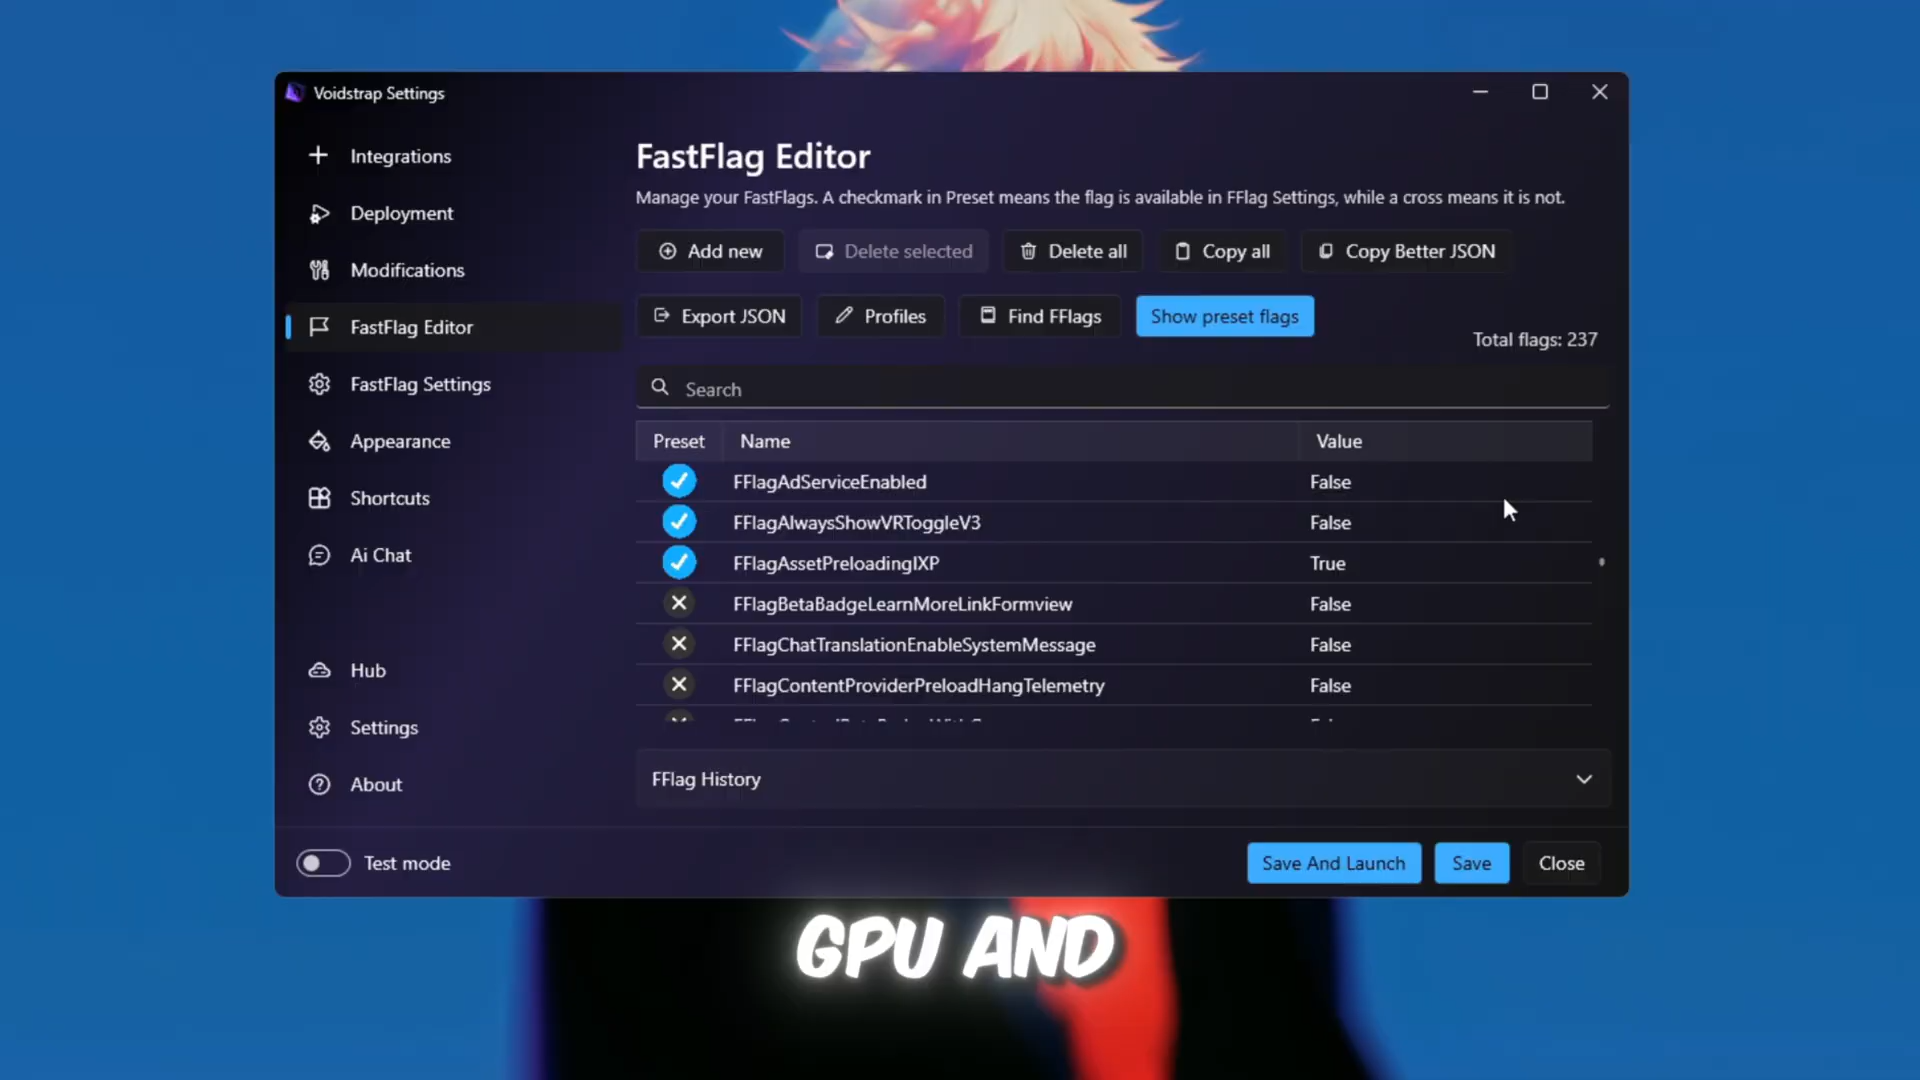 Voidstrap Settings
Integrations
Deployment
Modifications
FastFlag Editor
FastFlag Settings
Appearance
Shortcuts
Ai Chat
Hub
Settings
About
Test mode
FastFlag Editor
Manage your FastFlags. A checkmark in Preset means the flag is available in FFlag Settings, while a cross means it is not.
Add new Delete selected Delete all Copy all Copy Better JSON
Export JSON Profiles Find FFlags Show preset flags
Total flags: 237
Search
Preset Name Value
FFlagAdServiceEnabled False
FFlagAlwaysShowVRToggleV3 False
FFlagAssetPreloadingIXP True
FFlagBetaBadgeLearnMoreLinkFormview False
FFlagChatTranslationEnableSystemMessage False
FFlagContentProviderPreloadHangTelemetry False
FFlag History
Save And Launch Save Close
GPU AND